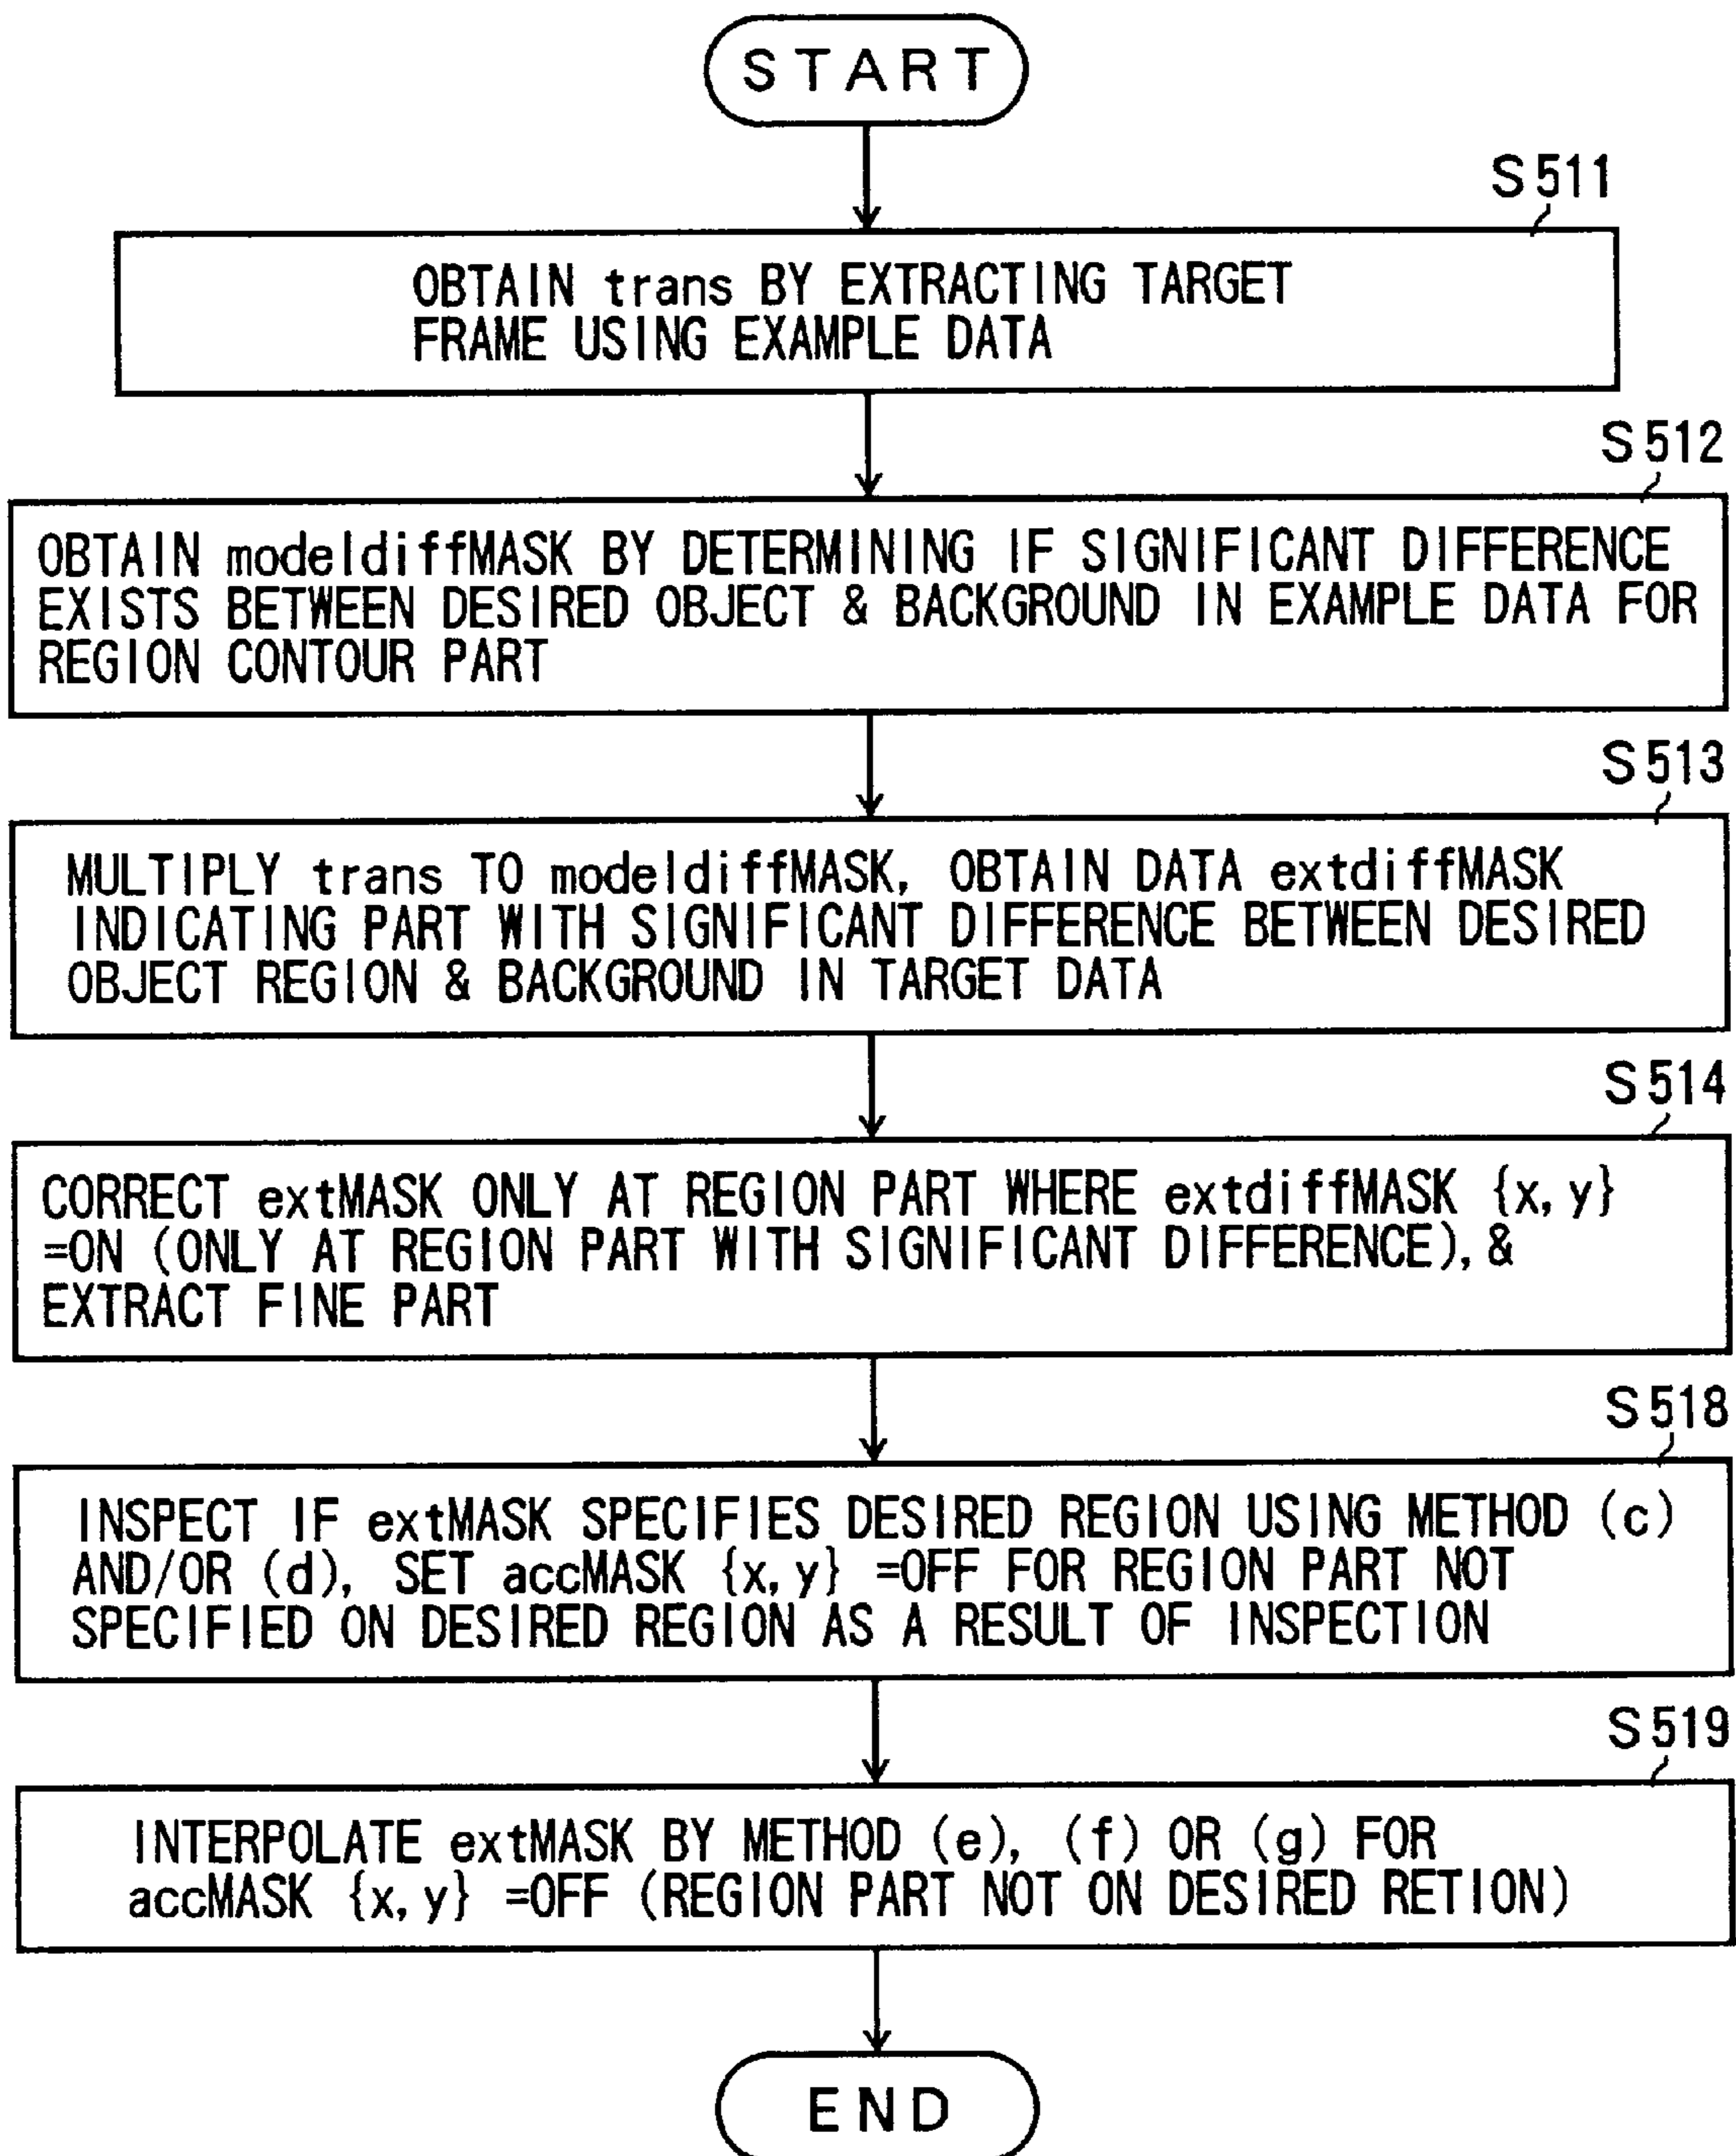 START
S511
OBTAIN trans BY EXTRACTING TARGET
FRAME USING EXAMPLE DATA
S512
OBTAIN modeldiffMASK BY DETERMINING IF SIGNIFICANT DIFFERENCE
EXISTS BETWEEN DESIRED OBJECT & BACKGROUND IN EXAMPLE DATA FOR
REGION CONTOUR PART
S513
MULTIPLY trans TO modeldiffMASK, OBTAIN DATA extdiffMASK
INDICATING PART WITH SIGNIFICANT DIFFERENCE BETWEEN DESIRED
OBJECT REGION & BACKGROUND IN TARGET DATA
S514
CORRECT extMASK ONLY AT REGION PART WHERE extdiffMASK {x, y}
=ON (ONLY AT REGION PART WITH SIGNIFICANT DIFFERENCE), &
EXTRACT FINE PART
S518
INSPECT IF extMASK SPECIFIES DESIRED REGION USING METHOD (c)
AND/OR (d), SET accMASK {x, y} =OFF FOR REGION PART NOT
SPECIFIED ON DESIRED REGION AS A RESULT OF INSPECTION
S519
INTERPOLATE extMASK BY METHOD (e), (f) OR (g) FOR
accMASK {x, y} =OFF (REGION PART NOT ON DESIRED RETION)
END